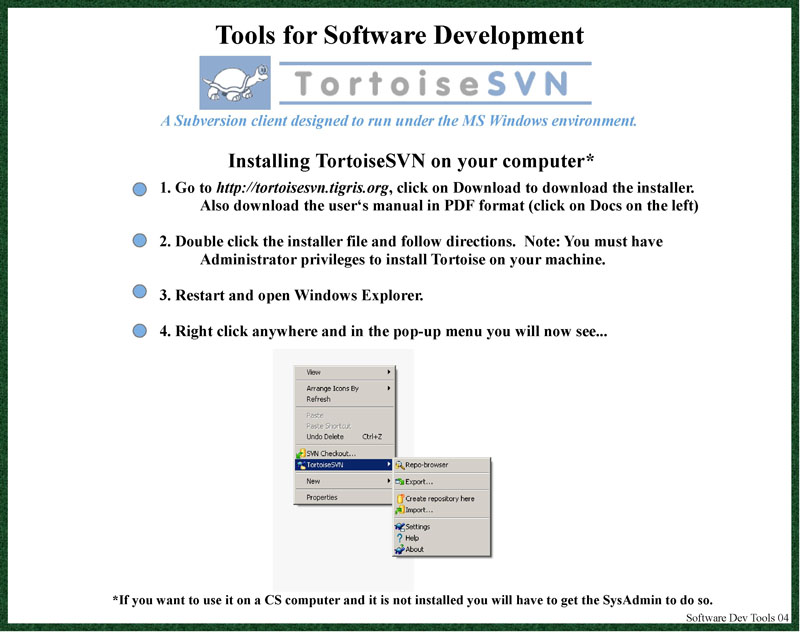 Tools for Software Development
TortoiseSVN
A Subversion client designed to run under the MS Windows environment.
Installing TortoiseSVN on your computer*
1. Go to http://tortoisesvn.tigris.org, click on Download to download the installer.
Also download the user‘s manual in PDF format (click on Docs on the left)
2. Double click the installer file and follow directions. Note: You must have
Administrator privileges to install Tortoise on your machine.
3. Restart and open Windows Explorer.
4. Right click anywhere and in the pop-up menu you will now see...
View
Arrange Icons By
Refresh
Paste
Paste Shortcut
Undo Delete Ctrl+Z
SVN Checkout...
TortoiseSVN
New
Properties
Repo-browser
Export...
Create repository here
Import...
Settings
Help
About
*If you want to use it on a CS computer and it is not installed you will have to get the SysAdmin to do so.
Software Dev Tools 04